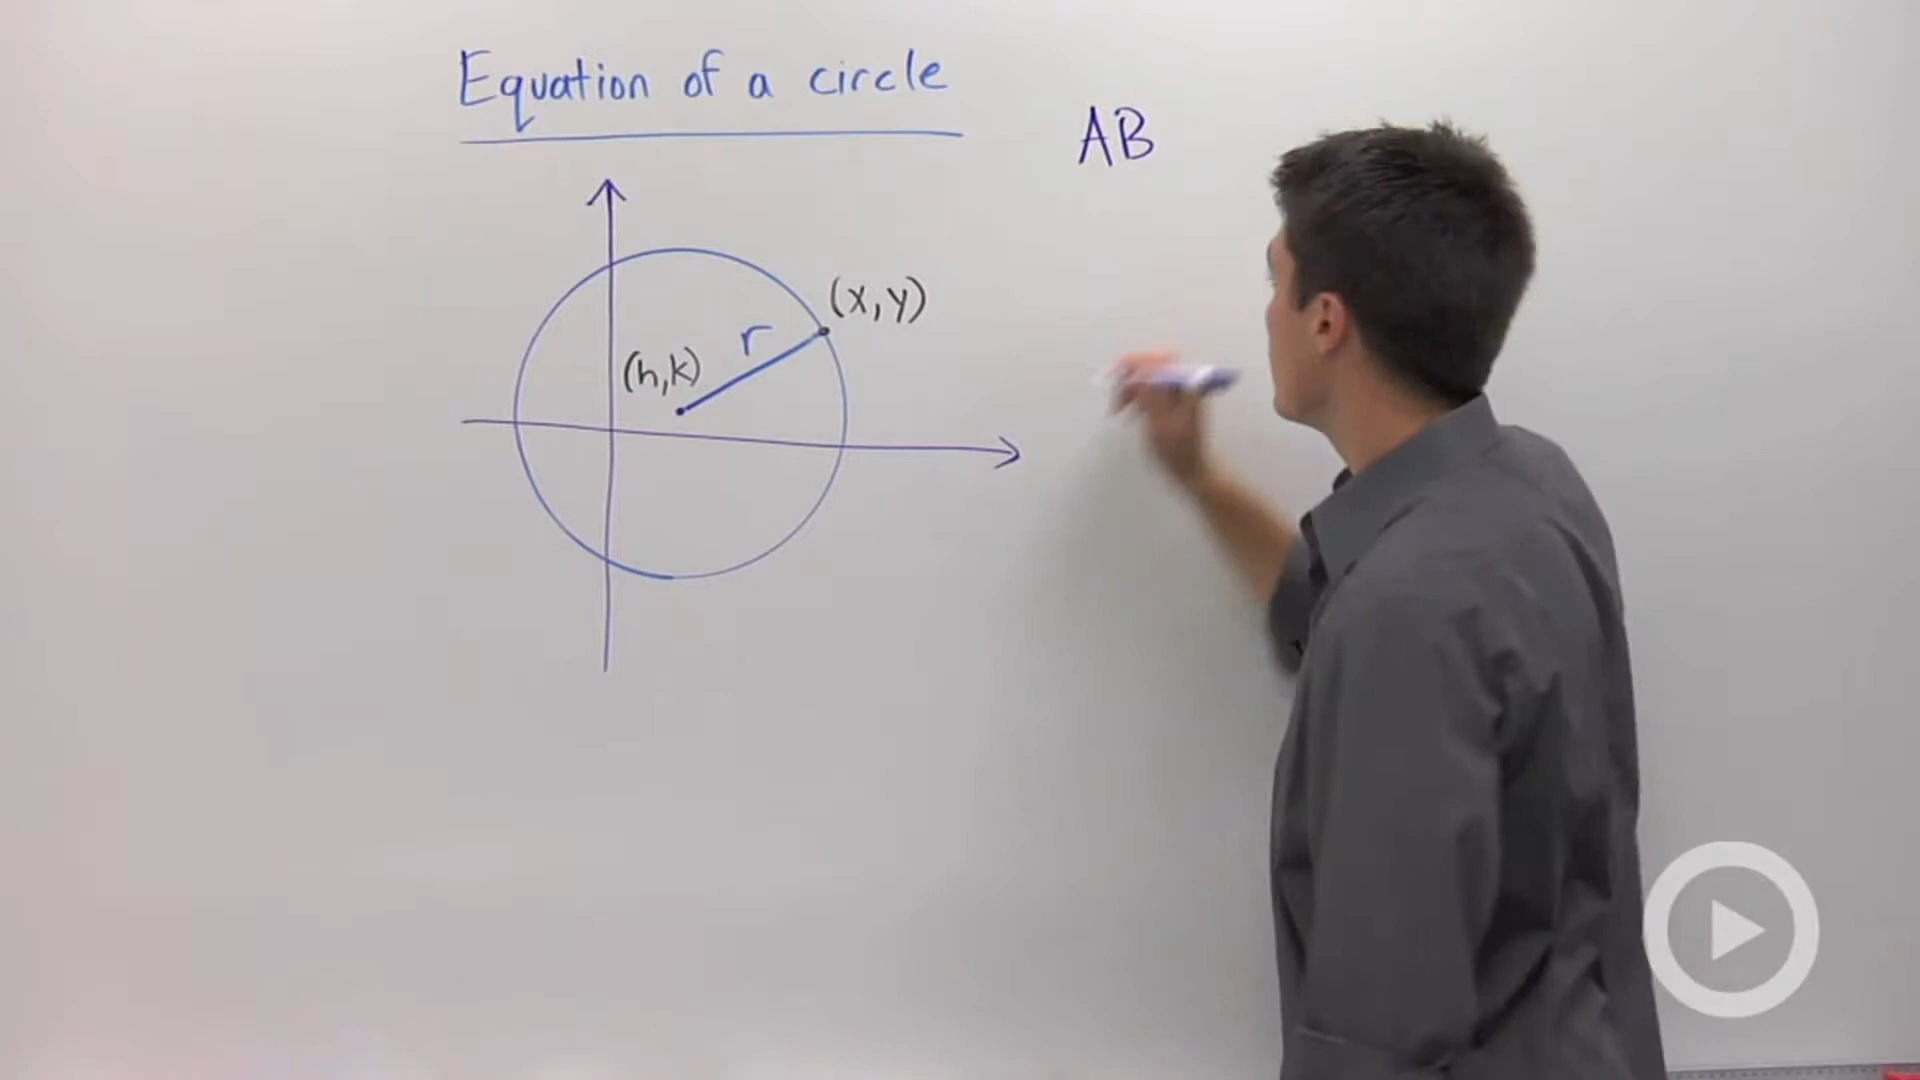 Equation of a circle
AB
(x,y)
r
(h,k)